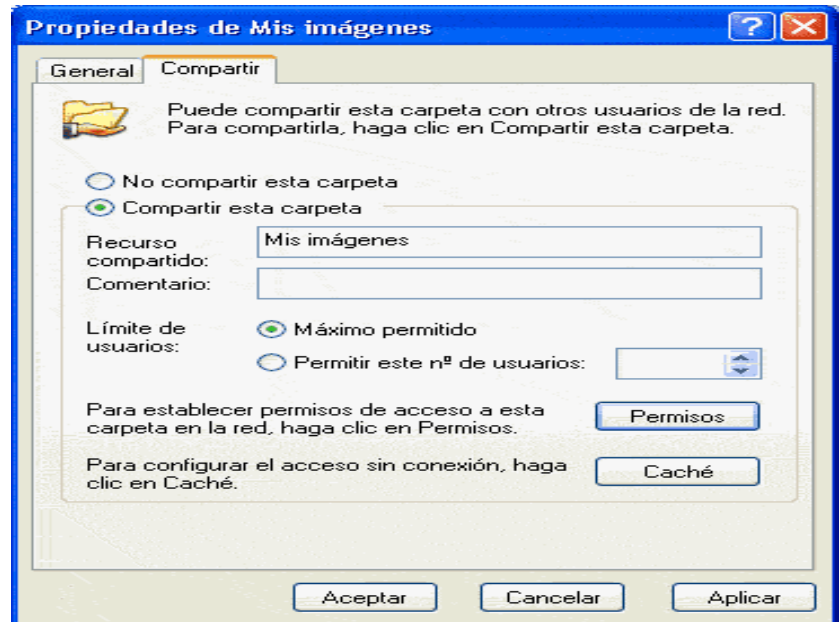 Propiedades de Mis imágenes
General
Compartir
Puede compartir esta carpeta con otros usuarios de la red.
Para compartirla, haga clic en Compartir esta carpeta.
No compartir esta carpeta
Compartir esta carpeta
Recurso
compartido:
Mis imágenes
Comentario:
Límite de
usuarios:
Máximo permitido
Permitir este nº de usuarios:
Para establecer permisos de acceso a esta
carpeta en la red, haga clic en Permisos.
Permisos
Para configurar el acceso sin conexión, haga
clic en Caché.
Caché
Aceptar
Cancelar
Aplicar